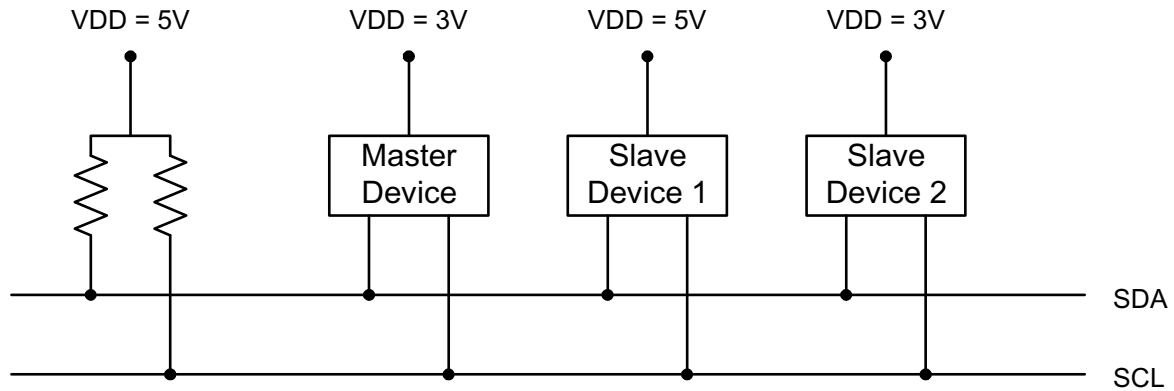 VDD = 5V
VDD = 3V
VDD = 5V
VDD = 3V
Master
Device
Slave
Device 1
Slave
Device 2
SDA
SCL